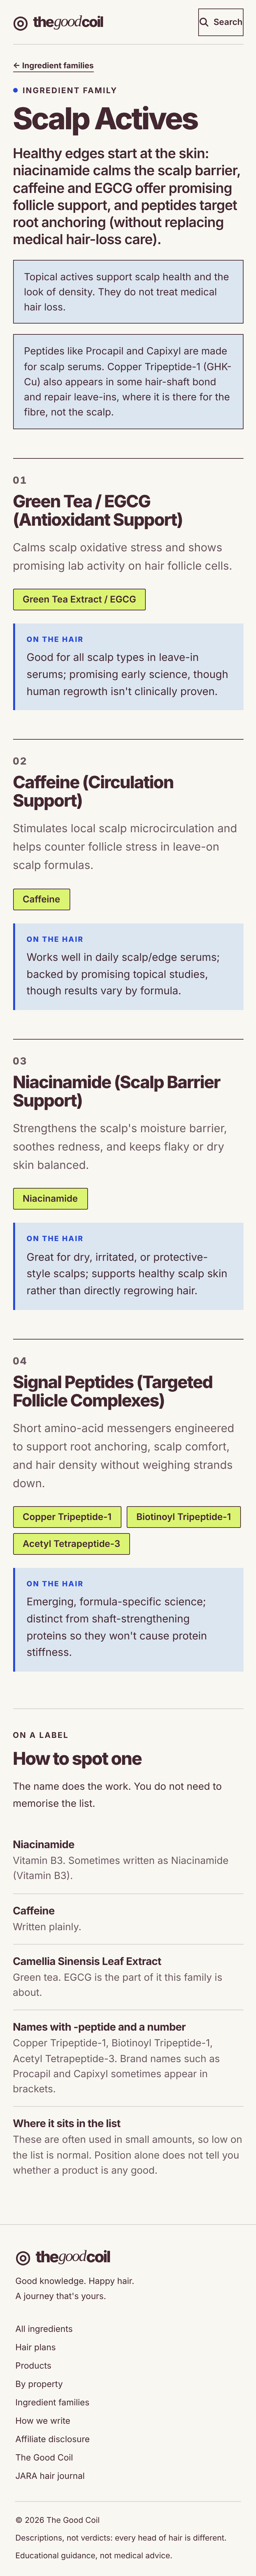 thegoodcoil
Search
← Ingredient families
INGREDIENT FAMILY
Scalp Actives
Healthy edges start at the skin:
niacinamide calms the scalp barrier,
caffeine and EGCG offer promising
follicle support, and peptides target
root anchoring (without replacing
medical hair-loss care).
Topical actives support scalp health and the
look of density. They do not treat medical
hair loss.
Peptides like Procapil and Capixyl are made
for scalp serums. Copper Tripeptide-1 (GHK-
Cu) also appears in some hair-shaft bond
and repair leave-ins, where it is there for the
fibre, not the scalp.
01
Green Tea / EGCG
(Antioxidant Support)
Calms scalp oxidative stress and shows
promising lab activity on hair follicle cells.
Green Tea Extract / EGCG
ON THE HAIR
Good for all scalp types in leave-in
serums; promising early science, though
human regrowth isn't clinically proven.
02
Caffeine (Circulation
Support)
Stimulates local scalp microcirculation and
helps counter follicle stress in leave-on
scalp formulas.
Caffeine
ON THE HAIR
Works well in daily scalp/edge serums;
backed by promising topical studies,
though results vary by formula.
03
Niacinamide (Scalp Barrier
Support)
Strengthens the scalp's moisture barrier,
soothes redness, and keeps flaky or dry
skin balanced.
Niacinamide
ON THE HAIR
Great for dry, irritated, or protective-
style scalps; supports healthy scalp skin
rather than directly regrowing hair.
04
Signal Peptides (Targeted
Follicle Complexes)
Short amino-acid messengers engineered
to support root anchoring, scalp comfort,
and hair density without weighing strands
down.
Copper Tripeptide-1
Biotinoyl Tripeptide-1
Acetyl Tetrapeptide-3
ON THE HAIR
Emerging, formula-specific science;
distinct from shaft-strengthening
proteins so they won't cause protein
stiffness.
ON A LABEL
How to spot one
The name does the work. You do not need to
memorise the list.
Niacinamide
Vitamin B3. Sometimes written as Niacinamide
(Vitamin B3).
Caffeine
Written plainly.
Camellia Sinensis Leaf Extract
Green tea. EGCG is the part of it this family is
about.
Names with -peptide and a number
Copper Tripeptide-1, Biotinoyl Tripeptide-1,
Acetyl Tetrapeptide-3. Brand names such as
Procapil and Capixyl sometimes appear in
brackets.
Where it sits in the list
These are often used in small amounts, so low on
the list is normal. Position alone does not tell you
whether a product is any good.
thegoodcoil
Good knowledge. Happy hair.
A journey that's yours.
All ingredients
Hair plans
Products
By property
Ingredient families
How we write
Affiliate disclosure
The Good Coil
JARA hair journal
© 2026 The Good Coil
Descriptions, not verdicts: every head of hair is different.
Educational guidance, not medical advice.